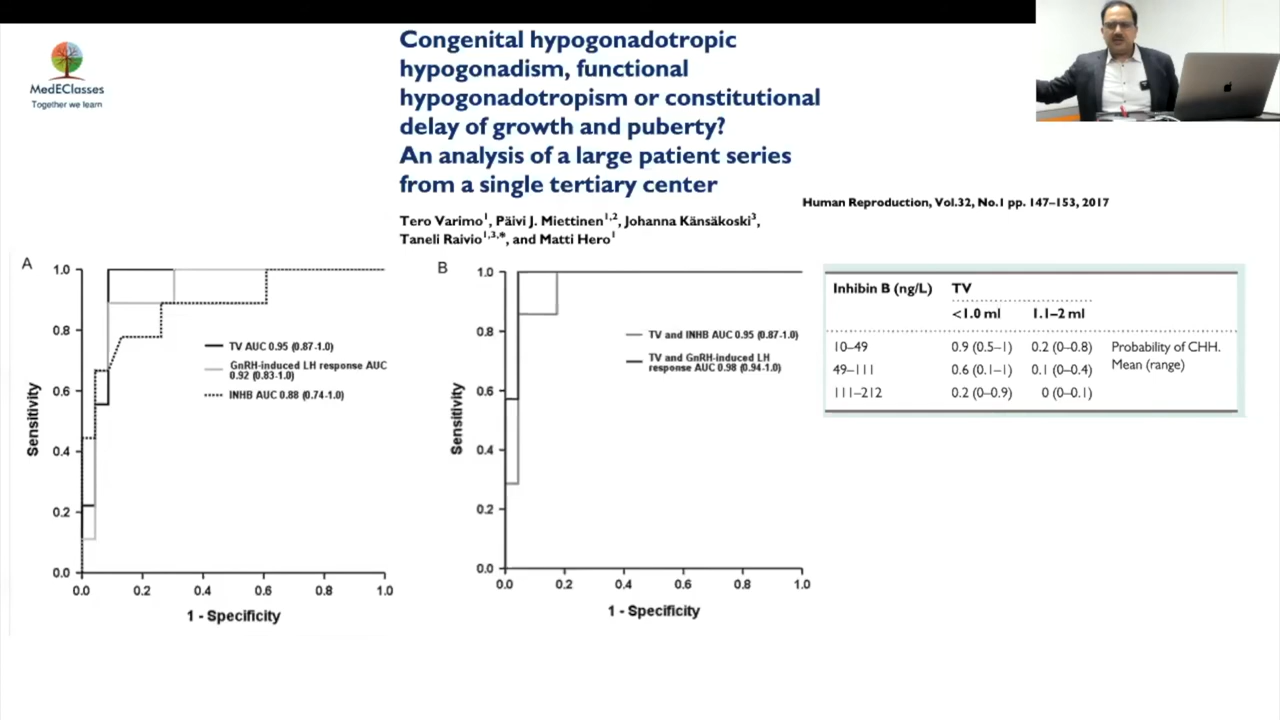 MedEClasses
Together we learn
Congenital hypogonadotropic
hypogonadism, functional
hypogonadotropism or constitutional
delay of growth and puberty?
An analysis of a large patient series
from a single tertiary center
Human Reproduction, Vol.32, No.1 pp. 147–153, 2017
Tero Varimo1, Päivi J. Miettinen1,2, Johanna Känsäkoski3,
Taneli Raivio1,3,*, and Matti Hero1
A
1.0
0.8
0.6
0.4
0.2
0.0
0.0 0.2 0.4 0.6 0.8 1.0
Sensitivity
1 - Specificity
TV AUC 0.95 (0.87-1.0)
GnRH-induced LH response AUC
0.92 (0.83-1.0)
INHB AUC 0.88 (0.74-1.0)
B
1.0
0.8
0.6
0.4
0.2
0.0
0.0 0.2 0.4 0.6 0.8 1.0
Sensitivity
1 - Specificity
TV and INHB AUC 0.95 (0.87-1.0)
TV and GnRH-induced LH
response AUC 0.98 (0.94-1.0)
Inhibin B (ng/L) TV
<1.0 ml 1.1–2 ml
10–49 0.9 (0.5–1) 0.2 (0–0.8) Probability of CHH.
Mean (range)
49–111 0.6 (0.1–1) 0.1 (0–0.4)
111–212 0.2 (0–0.9) 0 (0–0.1)